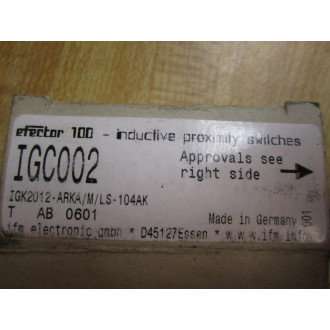 efector 100 - inductive proximity switches
IGC002
Approvals see
right side →
IGK2012-ARKA/M/LS-104AK
T AB 0601
Made in Germany
ifm electronic gmbh * D45127Essen * www.ifm.info
001